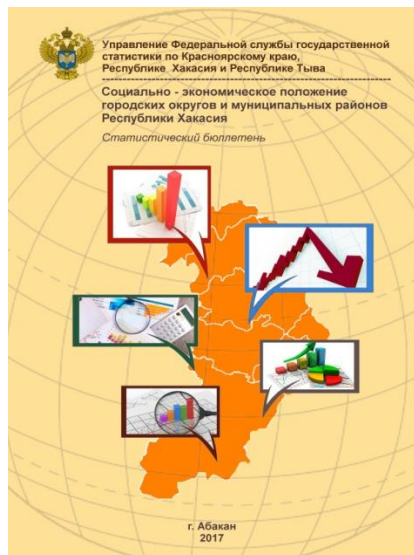 Управление Федеральной службы государственной
статистики по Красноярскому краю,
Республике Хакасия и Республике Тыва
Социально - экономическое положение
городских округов и муниципальных районов
Республики Хакасия
Статистический бюллетень
г. Абакан
2017